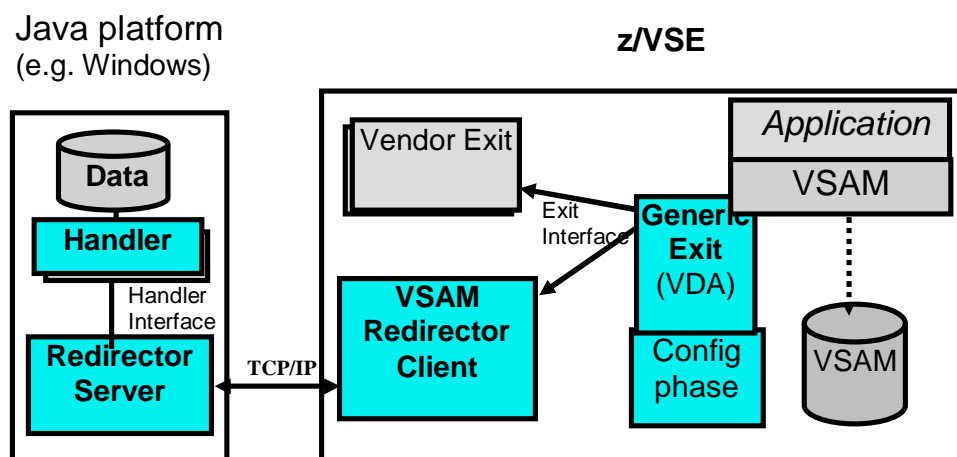 Java platform
(e.g. Windows)
z/VSE
Data
Handler
Handler
Interface
Redirector
Server
TCP/IP
Vendor Exit
Exit
Interface
VSAM
Redirector
Client
Generic
Exit
(VDA)
Config
phase
Application
VSAM
VSAM